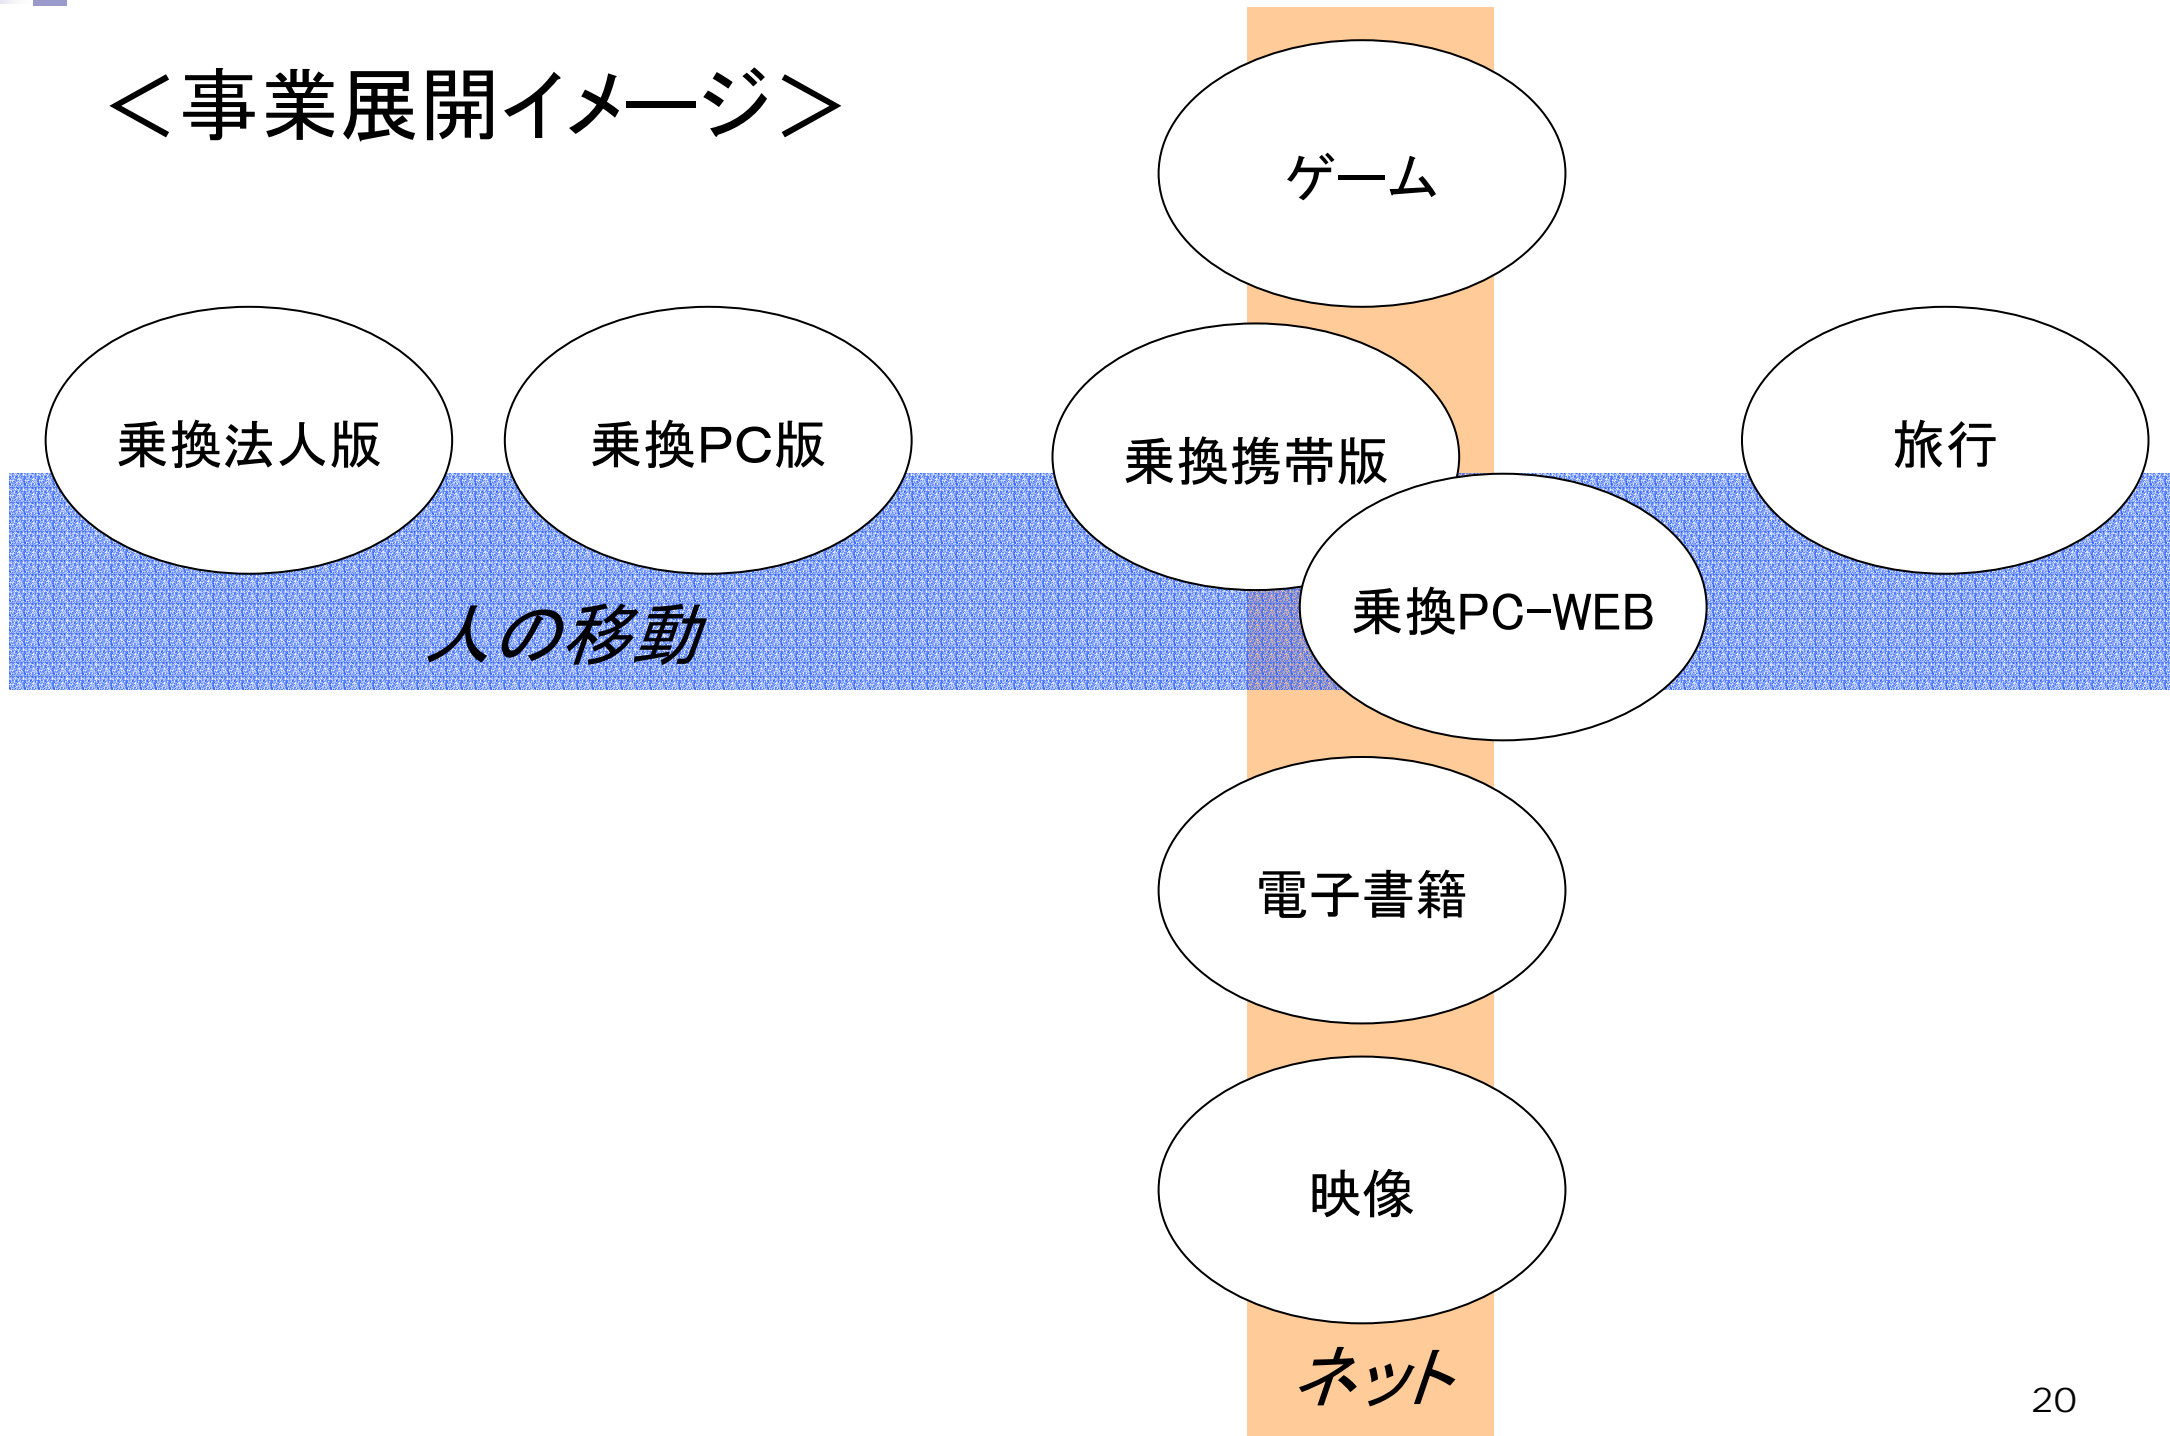 ＜事業展開イメージ＞
ゲーム
乗換法人版
乗換PC版
乗換携帯版
旅行
乗換PC-WEB
人の移動
電子書籍
映像
ネット
20